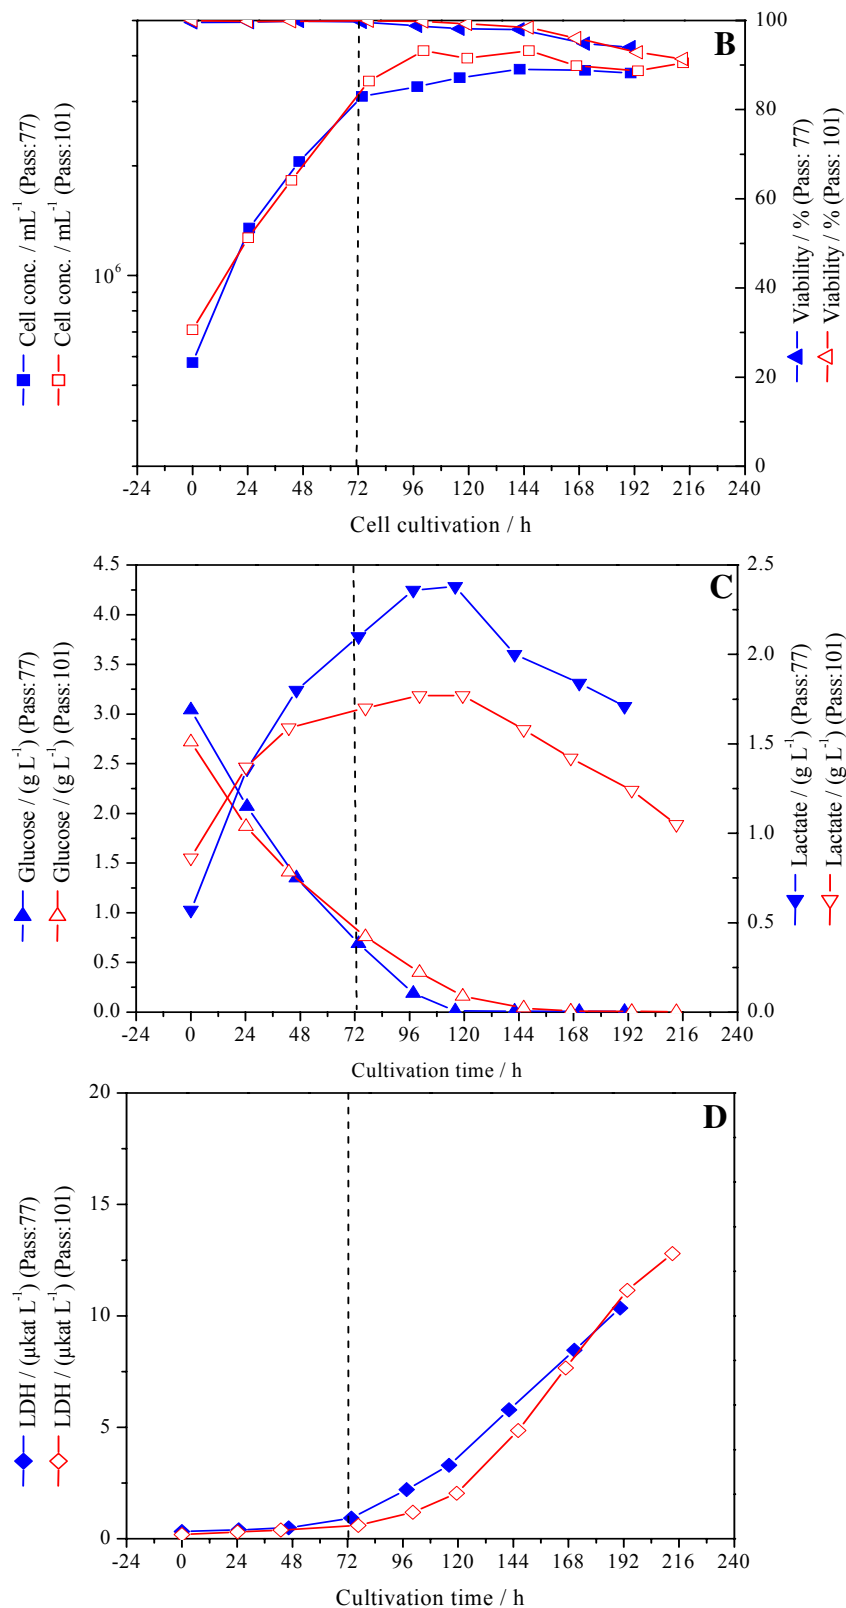 B
Cell conc. / mL⁻¹ (Pass:77)
Cell conc. / mL⁻¹ (Pass:101)
10⁶
100
80
60
40
20
0
Viability / % (Pass: 77)
Viability / % (Pass: 101)
-24 0 24 48 72 96 120 144 168 192 216 240
Cell cultivation / h
C
Glucose / (g L⁻¹) (Pass:77)
Glucose / (g L⁻¹) (Pass:101)
4.5
4.0
3.5
3.0
2.5
2.0
1.5
1.0
0.5
0.0
2.5
2.0
1.5
1.0
0.5
0.0
Lactate / (g L⁻¹) (Pass:77)
Lactate / (g L⁻¹) (Pass:101)
-24 0 24 48 72 96 120 144 168 192 216 240
Cultivation time / h
D
LDH / (µkat L⁻¹) (Pass:77)
LDH / (µkat L⁻¹) (Pass:101)
20
15
10
5
0
-24 0 24 48 72 96 120 144 168 192 216 240
Cultivation time / h